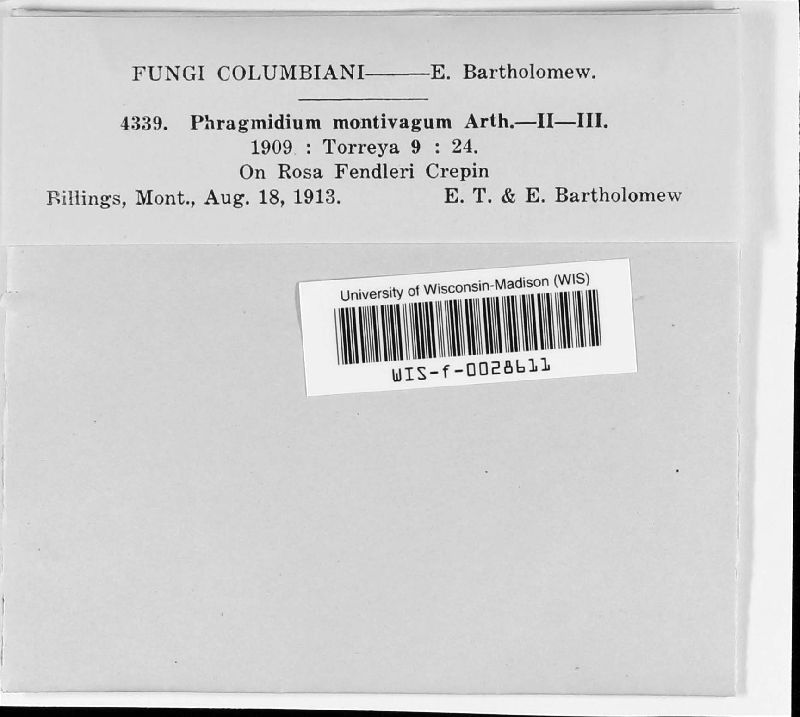 FUNGI COLUMBIANI——E. Bartholomew.
4339. Phragmidium montivagum Arth.—II—III.
1909 : Torreya 9 : 24.
On Rosa Fendleri Crepin
Billings, Mont., Aug. 18, 1913. E. T. & E. Bartholomew
University of Wisconsin-Madison (WIS)
WIS-f-0028611